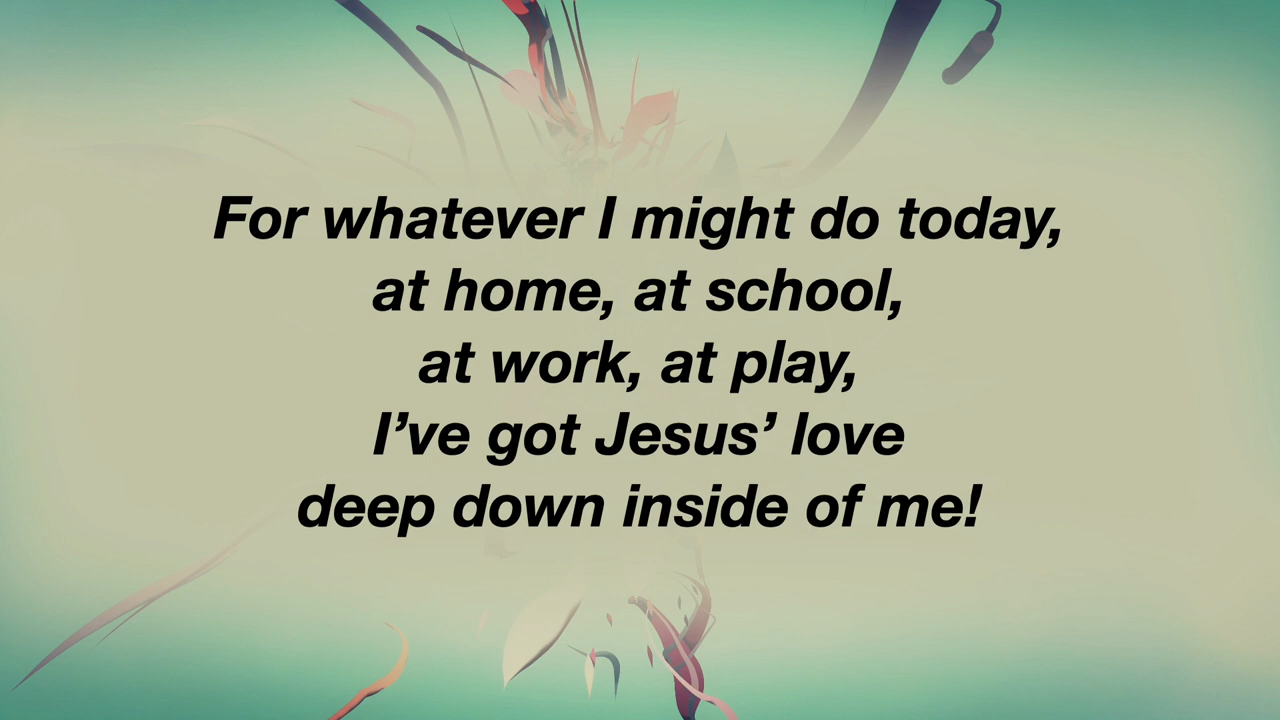 For whatever I might do today,
at home, at school,
at work, at play,
I’ve got Jesus’ love
deep down inside of me!